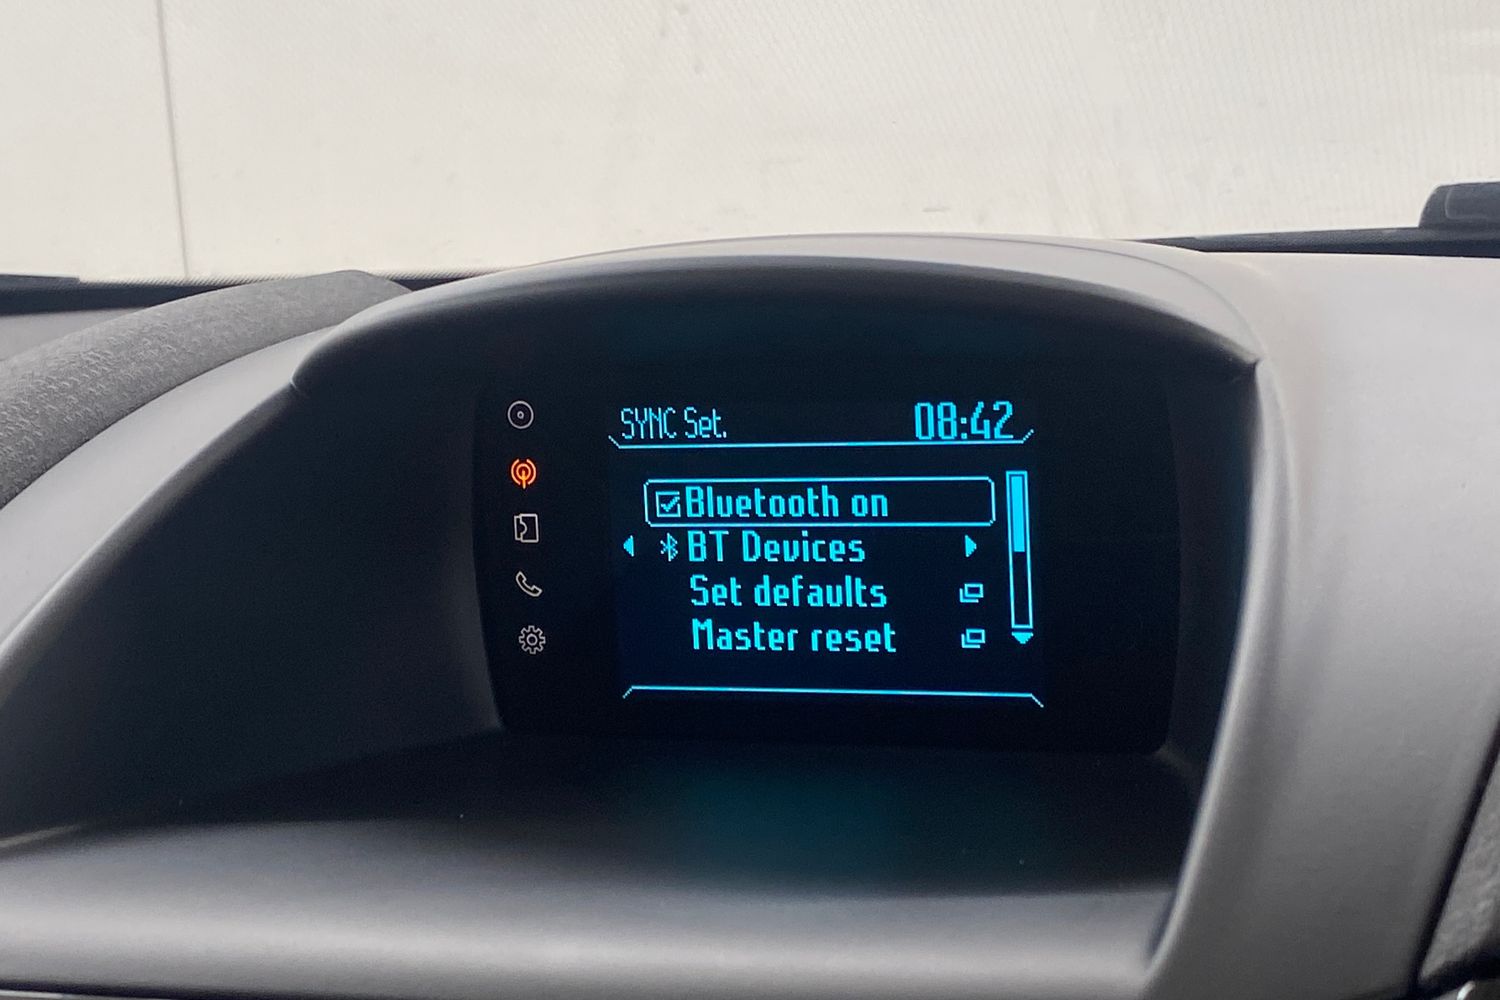 SYNC Set. 08:42
Bluetooth on
BT Devices
Set defaults
Master reset